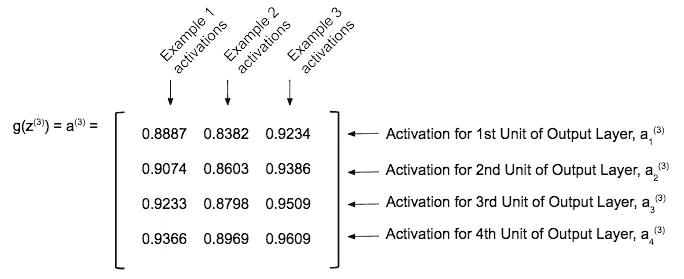 Example 1 activations
Example 2 activations
Example 3 activations
g(z⁽³⁾) = a⁽³⁾ =
0.8887 0.8382 0.9234
Activation for 1st Unit of Output Layer, a₁⁽³⁾
0.9074 0.8603 0.9386
Activation for 2nd Unit of Output Layer, a₂⁽³⁾
0.9233 0.8798 0.9509
Activation for 3rd Unit of Output Layer, a₃⁽³⁾
0.9366 0.8969 0.9609
Activation for 4th Unit of Output Layer, a₄⁽³⁾